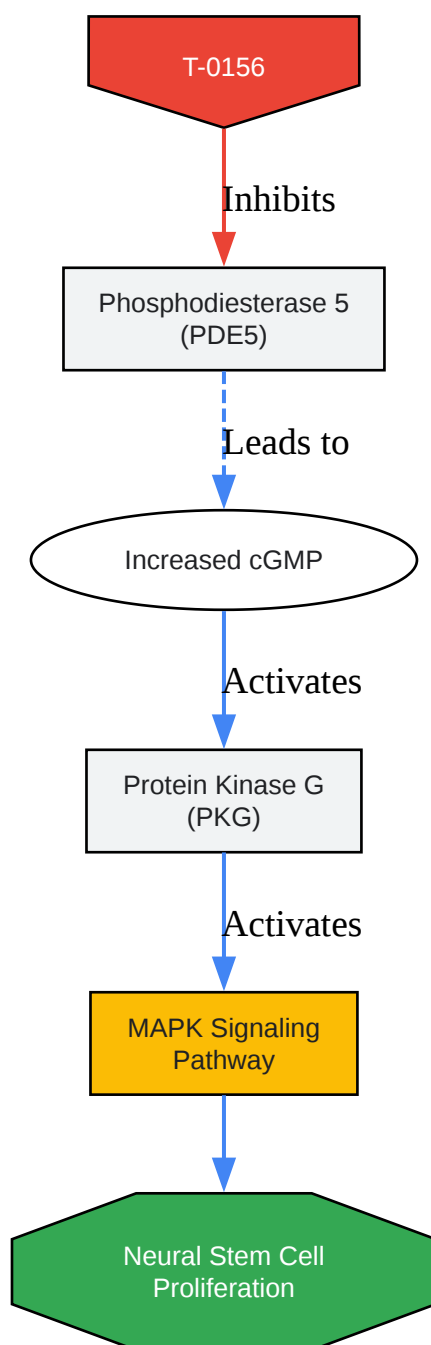 T-0156
Inhibits
Phosphodiesterase 5
(PDE5)
Leads to
Increased cGMP
Activates
Protein Kinase G
(PKG)
Activates
MAPK Signaling
Pathway
Neural Stem Cell
Proliferation